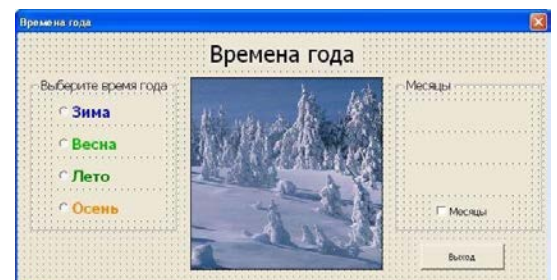 Времена года
Времена года
Выберите время года
Зима
Весна
Лето
Осень
Месяцы
Месяцы
Выход